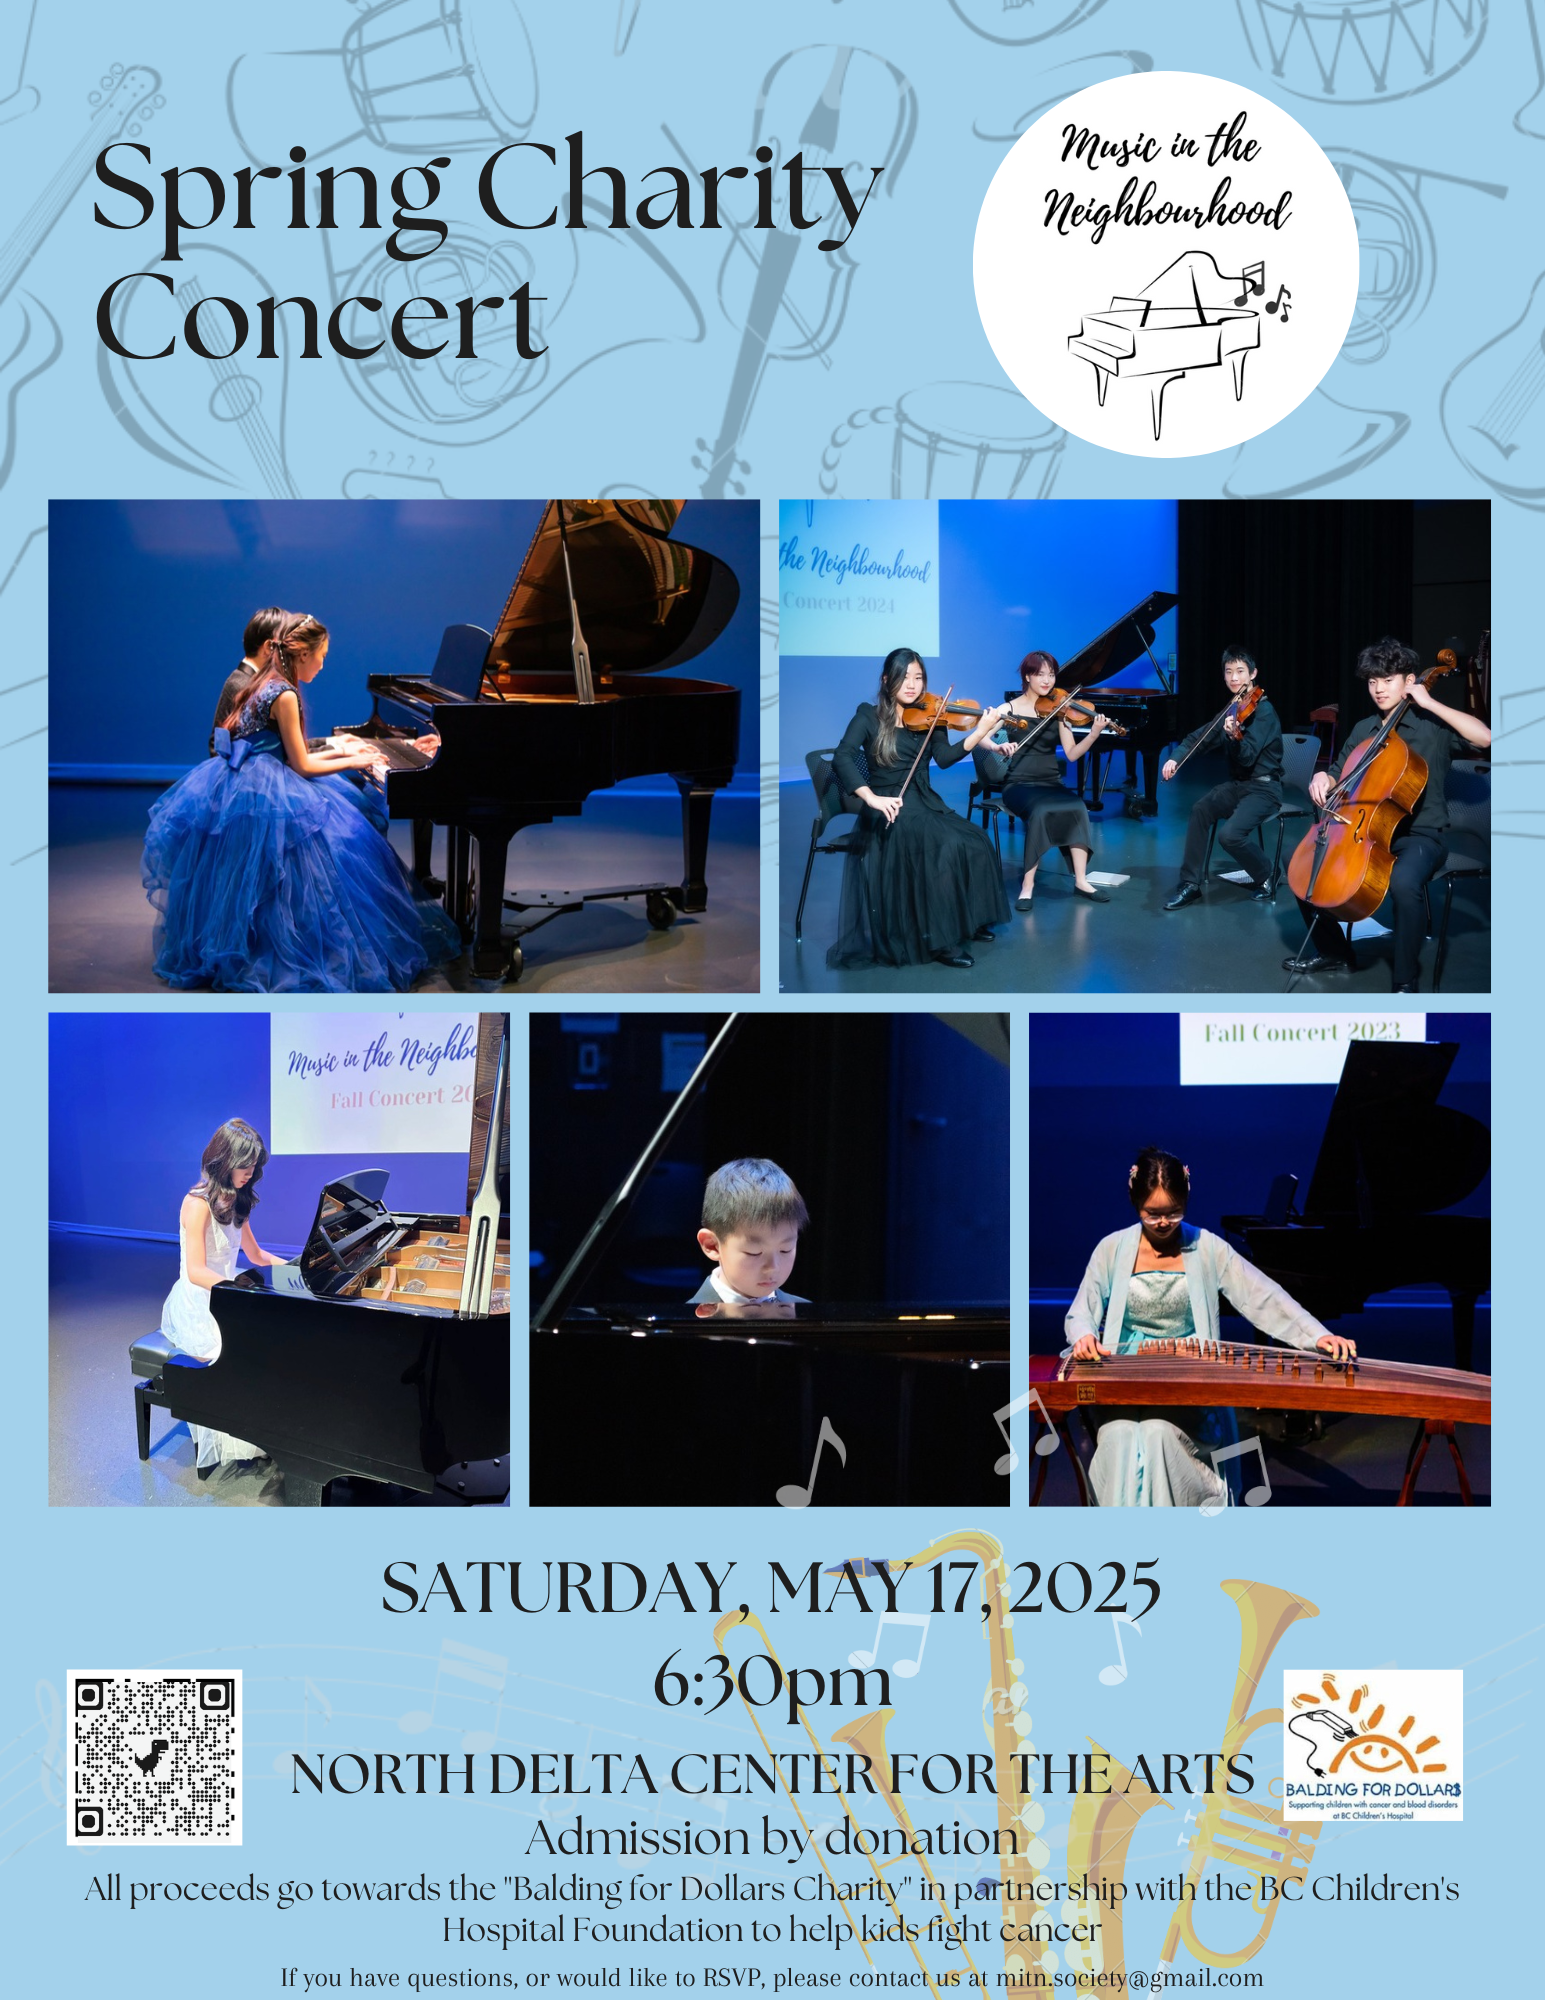 Spring Charity
Concert
Music in the
Neighbourhood
the Neighbourhood
Concert 2024
Music in the Neighbo
Fall Concert 20
Fall Concert 2023
SATURDAY, MAY 17, 2025
6:30pm
NORTH DELTA CENTER FOR THE ARTS
Admission by donation
All proceeds go towards the "Balding for Dollars Charity" in partnership with the BC Children's
Hospital Foundation to help kids fight cancer
If you have questions, or would like to RSVP, please contact us at mitn.society@gmail.com
BALDING FOR DOLLAR$
Supporting children with cancer and blood disorders
at BC Children's Hospital